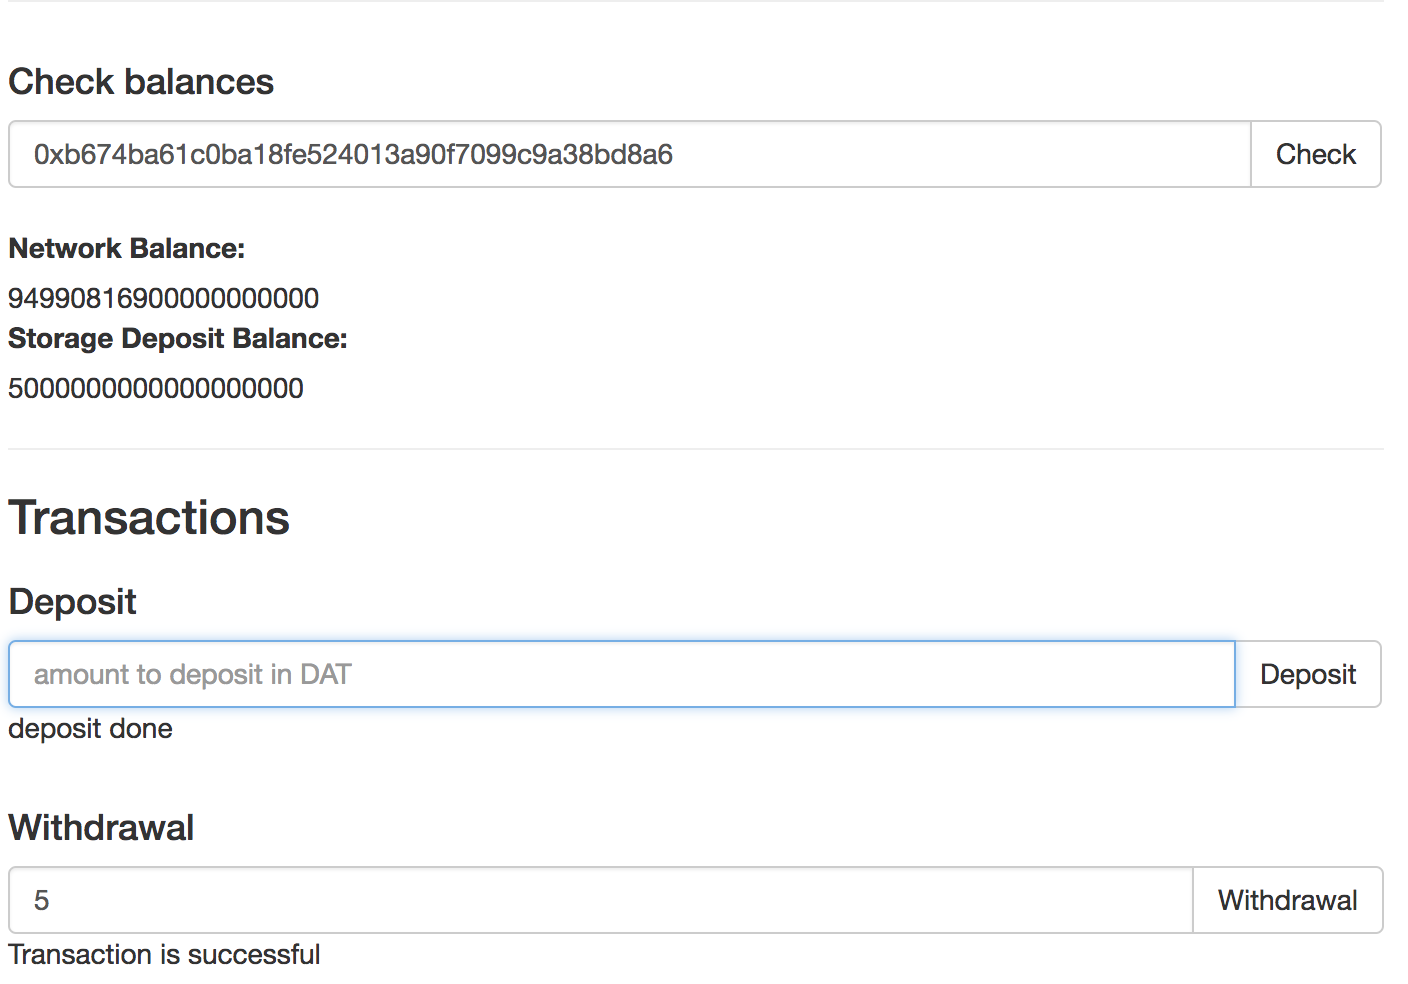 Check balances
0xb674ba61c0ba18fe524013a90f7099c9a38bd8a6
Check
Network Balance:
94990816900000000000
Storage Deposit Balance:
5000000000000000000
Transactions
Deposit
amount to deposit in DAT
Deposit
deposit done
Withdrawal
5
Withdrawal
Transaction is successful